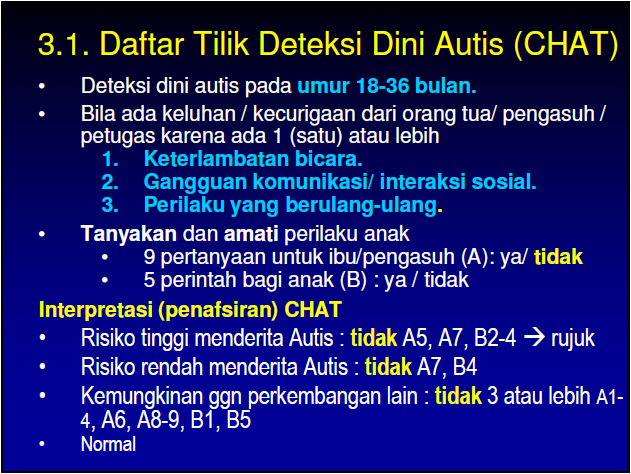 3.1. Daftar Tilik Deteksi Dini Autis (CHAT)
• Deteksi dini autis pada umur 18-36 bulan.
• Bila ada keluhan / kecurigaan dari orang tua/ pengasuh /
petugas karena ada 1 (satu) atau lebih
1. Keterlambatan bicara.
2. Gangguan komunikasi/ interaksi sosial.
3. Perilaku yang berulang-ulang.
• Tanyakan dan amati perilaku anak
• 9 pertanyaan untuk ibu/pengasuh (A): ya/ tidak
• 5 perintah bagi anak (B) : ya / tidak
Interpretasi (penafsiran) CHAT
• Risiko tinggi menderita Autis : tidak A5, A7, B2-4 → rujuk
• Risiko rendah menderita Autis : tidak A7, B4
• Kemungkinan ggn perkembangan lain : tidak 3 atau lebih A1-
4, A6, A8-9, B1, B5
• Normal